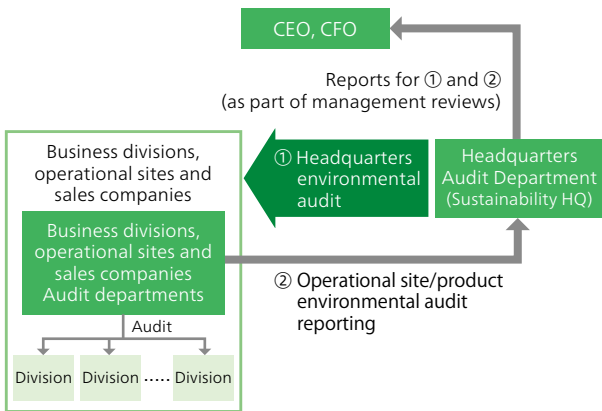 CEO, CFO
Reports for ① and ②
(as part of management reviews)
Business divisions,
operational sites and
sales companies
① Headquarters
environmental
audit
Headquarters
Audit Department
(Sustainability HQ)
Business divisions,
operational sites and
sales companies
Audit departments
② Operational site/product
environmental audit
reporting
Audit
Division
Division
.....
Division